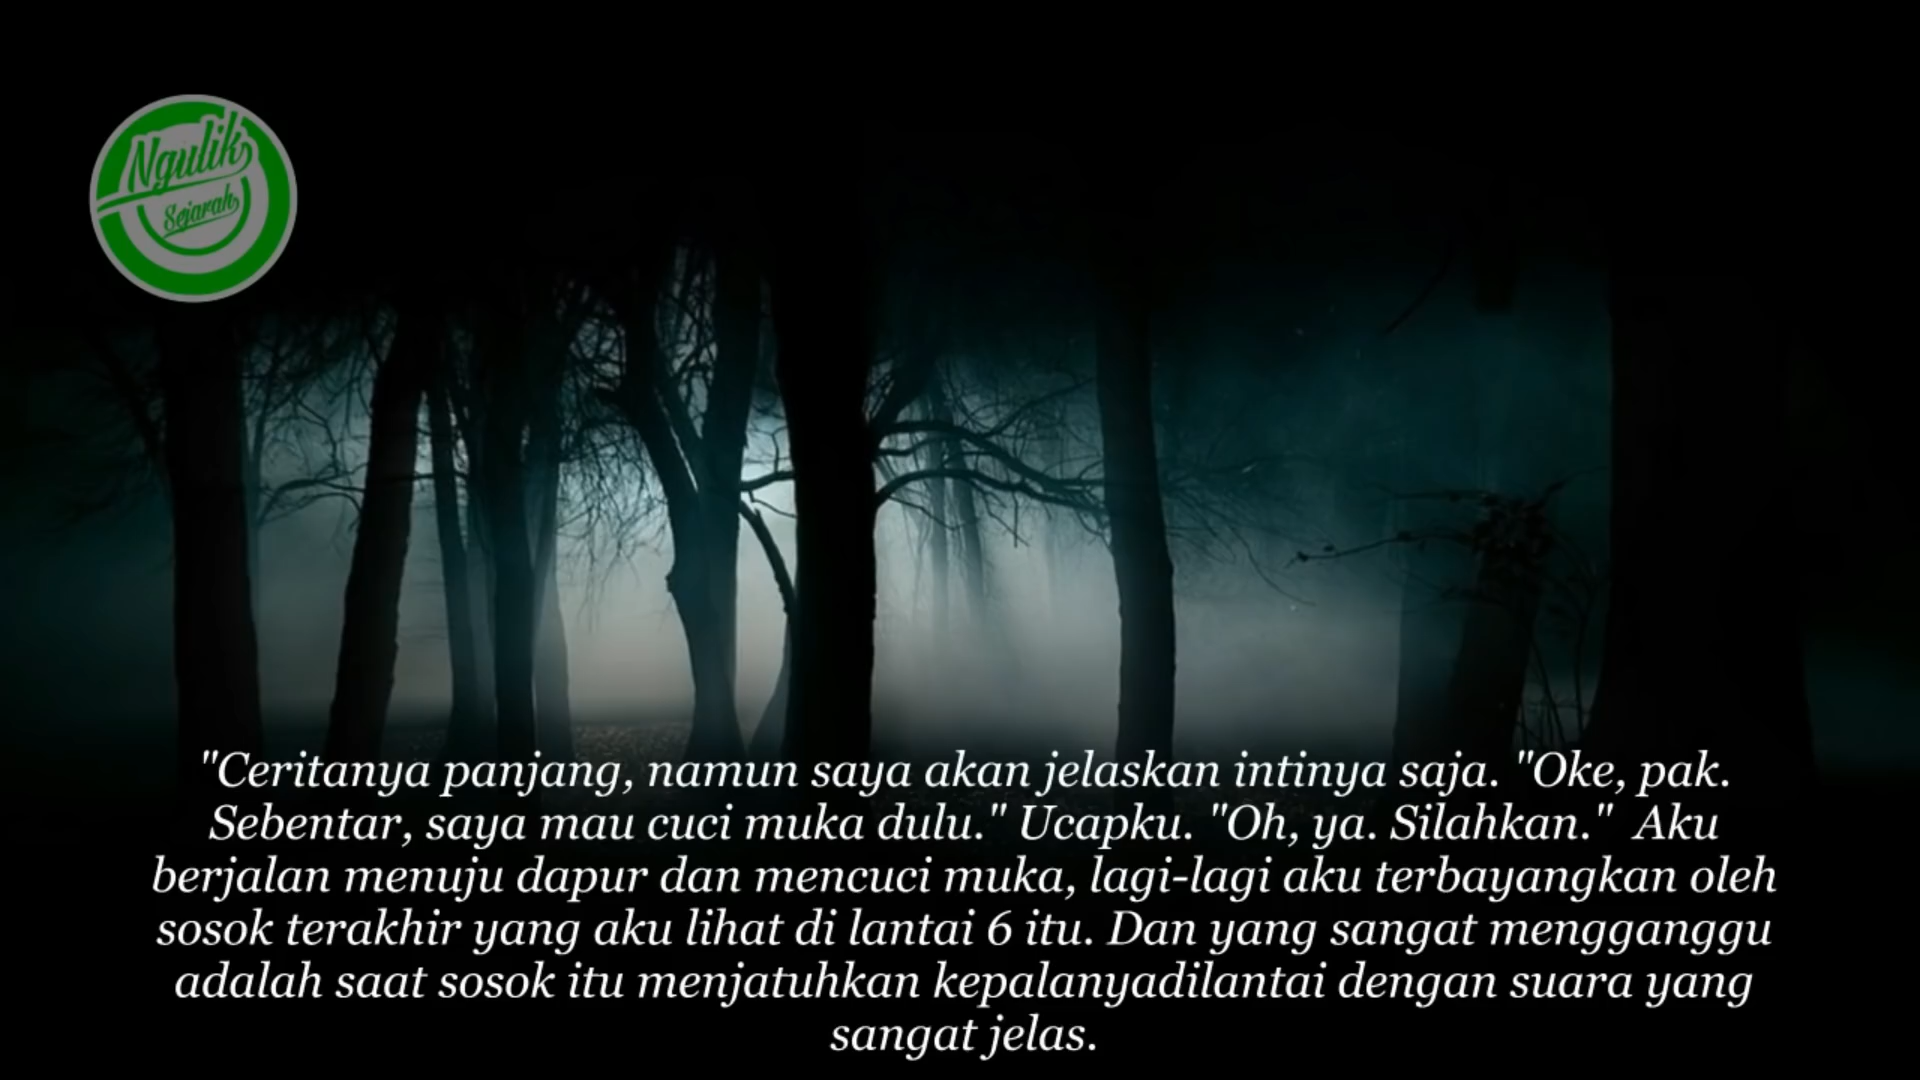 Ngulik
Sejarah
"Ceritanya panjang, namun saya akan jelaskan intinya saja. "Oke, pak.
Sebentar, saya mau cuci muka dulu." Ucapku. "Oh, ya. Silahkan."  Aku
berjalan menuju dapur dan mencuci muka, lagi-lagi aku terbayangkan oleh
sosok terakhir yang aku lihat di lantai 6 itu. Dan yang sangat mengganggu
adalah saat sosok itu menjatuhkan kepalanyadilantai dengan suara yang
sangat jelas.